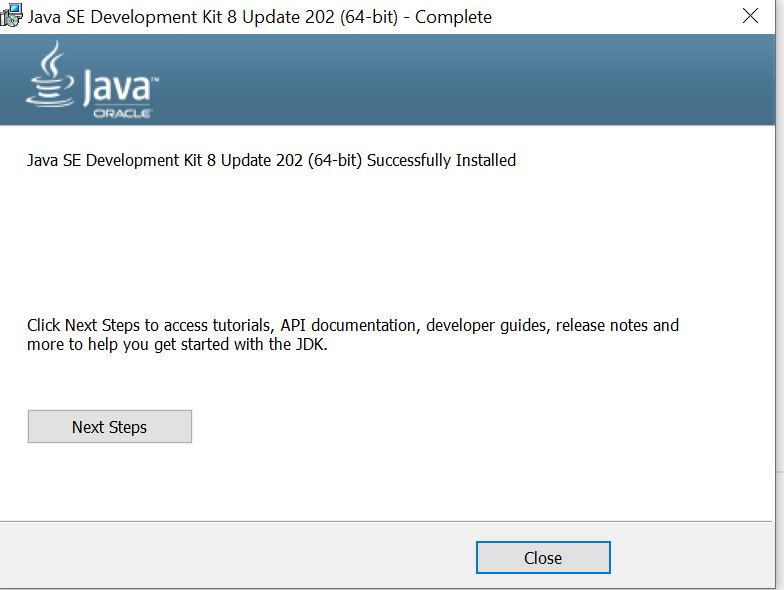 Java SE Development Kit 8 Update 202 (64-bit) - Complete
Java™
ORACLE
Java SE Development Kit 8 Update 202 (64-bit) Successfully Installed
Click Next Steps to access tutorials, API documentation, developer guides, release notes and
more to help you get started with the JDK.
Next Steps
Close